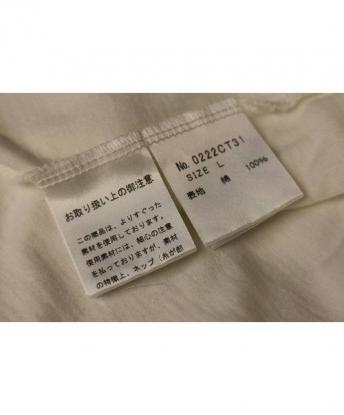 お取り扱い上の御注意
この商品は、よりすぐった
素材を使用しております。
使用素材には、細心の注意
を払っておりますが、素材
の特徴上、ネップ（糸が部
No. 0222CT31
SIZE L
表地 綿 100%